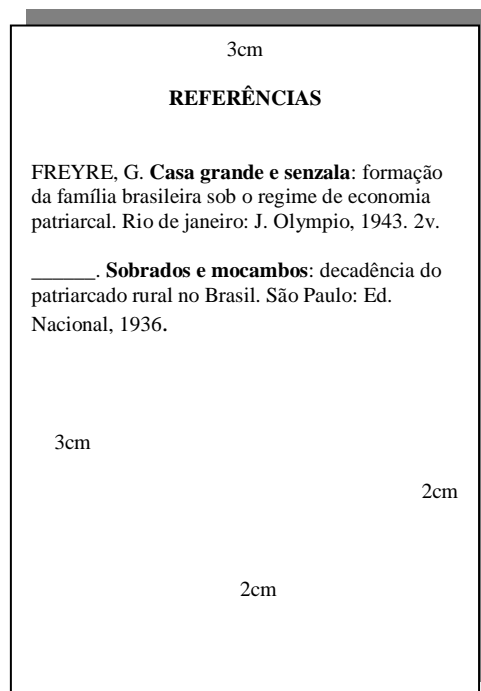 3cm
REFERÊNCIAS
FREYRE, G. Casa grande e senzala: formação
da família brasileira sob o regime de economia
patriarcal. Rio de janeiro: J. Olympio, 1943. 2v.
______. Sobrados e mocambos: decadência do
patriarcado rural no Brasil. São Paulo: Ed.
Nacional, 1936.
3cm
2cm
2cm